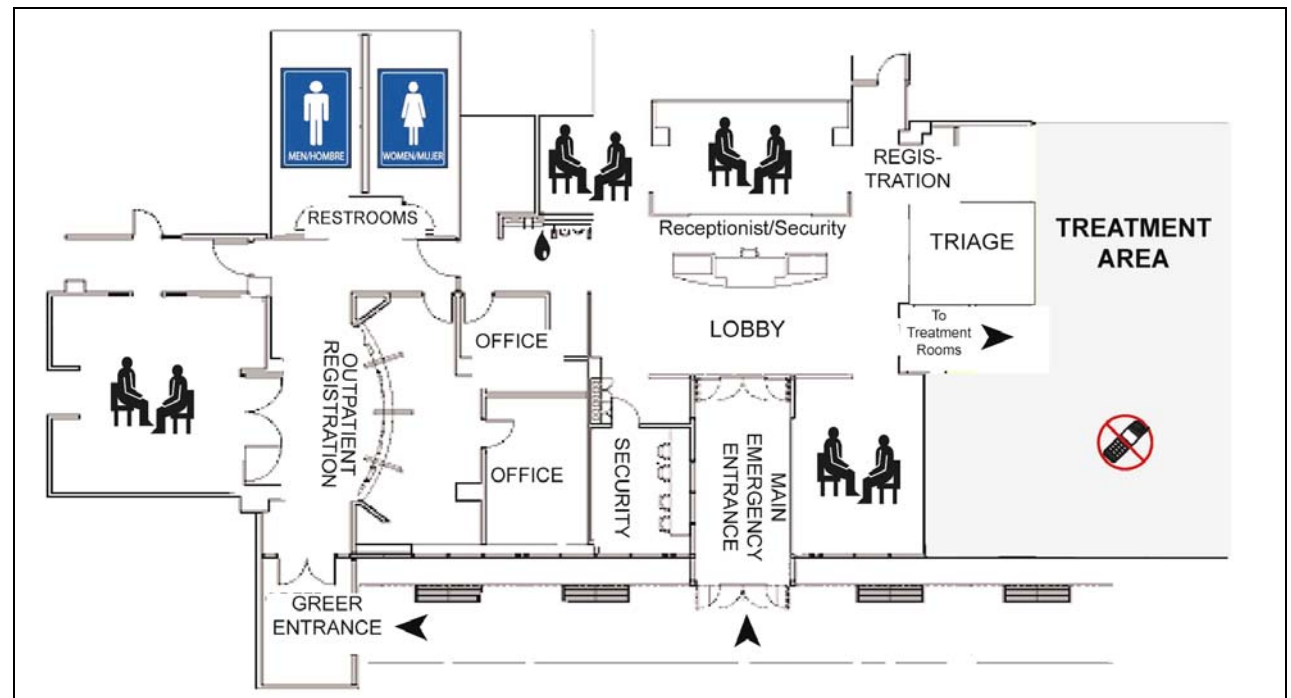 MEN/HOMBRE
WOMEN/MUJER
RESTROOMS
REGIS-
TRATION
Receptionist/Security
TRIAGE
TREATMENT
AREA
To
Treatment
Rooms
LOBBY
OFFICE
OUTPATIENT
REGISTRATION
OFFICE
SECURITY
MAIN
EMERGENCY
ENTRANCE
GREER
ENTRANCE